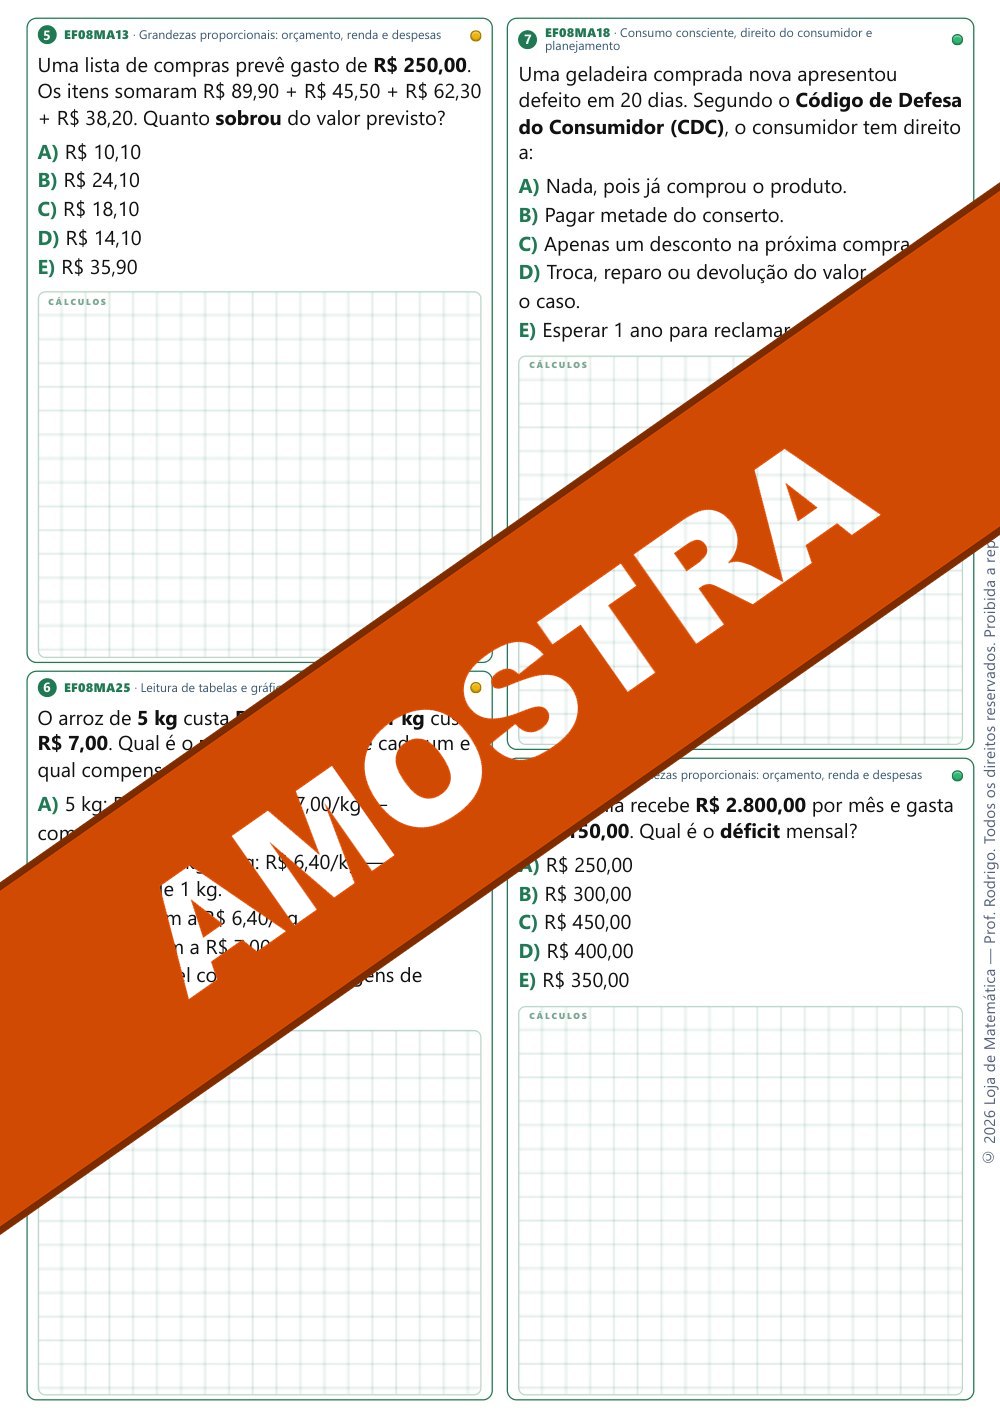 5 EF08MA13 · Grandezas proporcionais: orçamento, renda e despesas
Uma lista de compras prevê gasto de R$ 250,00.
Os itens somaram R$ 89,90 + R$ 45,50 + R$ 62,30
+ R$ 38,20. Quanto sobrou do valor previsto?
A) R$ 10,10
B) R$ 24,10
C) R$ 18,10
D) R$ 14,10
E) R$ 35,90
CÁLCULOS
6 EF08MA25 · Leitura de tabelas e
O arroz de 5 kg custa kg
R$ 7,00. Qual é o e
qual
A) 5 kg: 7,00/kg —
R$ 6,40/kg —
1 kg.
a R$ 6,40/kg
a R$ 7,00
de
7 EF08MA18 · Consumo consciente, direito do consumidor e
planejamento
Uma geladeira comprada nova apresentou
defeito em 20 dias. Segundo o Código de Defesa
do Consumidor (CDC), o consumidor tem direito
a:
A) Nada, pois já comprou o produto.
B) Pagar metade do conserto.
C) Apenas um desconto na próxima compra
D) Troca, reparo ou devolução do valor
o caso.
E) Esperar 1 ano para reclamar
CÁLCULOS
proporcionais: orçamento, renda e despesas
recebe R$ 2.800,00 por mês e gasta
Qual é o déficit mensal?
A) R$ 250,00
B) R$ 300,00
C) R$ 450,00
D) R$ 400,00
E) R$ 350,00
CÁLCULOS
AMOSTRA
© 2026 Loja de Matemática — Prof. Rodrigo. Todos os direitos reservados. Proibida a